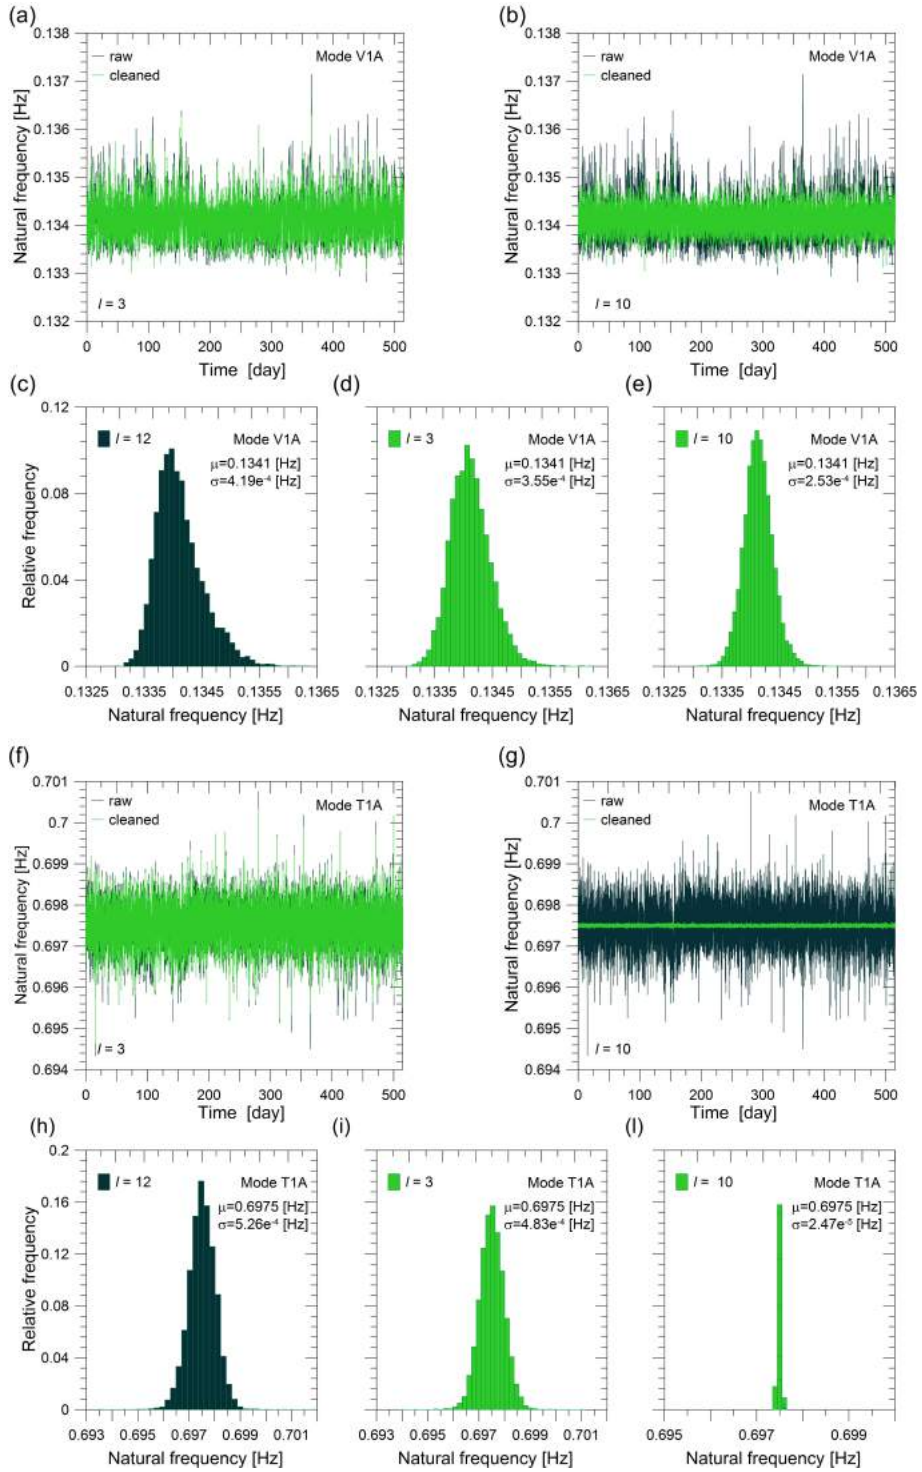 (a)
(b)
0.138
0.137
0.136
0.135
0.134
0.133
0.132
Natural frequency [Hz]
raw
cleaned
Mode V1A
l = 3
0
100
200
300
400
500
Time [day]
0.138
0.137
0.136
0.135
0.134
0.133
0.132
Natural frequency [Hz]
raw
cleaned
Mode V1A
l = 10
0
100
200
300
400
500
Time [day]
(c)
(d)
(e)
0.12
0.08
0.04
0
Relative frequency
l = 12
Mode V1A
μ=0.1341 [Hz]
σ=4.19e⁻⁴ [Hz]
0.1325
0.1335
0.1345
0.1355
0.1365
Natural frequency [Hz]
l = 3
Mode V1A
μ=0.1341 [Hz]
σ=3.55e⁻⁴ [Hz]
0.1325
0.1335
0.1345
0.1355
0.1365
Natural frequency [Hz]
l = 10
Mode V1A
μ=0.1341 [Hz]
σ=2.53e⁻⁴ [Hz]
0.1325
0.1335
0.1345
0.1355
0.1365
Natural frequency [Hz]
(f)
(g)
0.701
0.7
0.699
0.698
0.697
0.696
0.695
0.694
Natural frequency [Hz]
raw
cleaned
Mode T1A
l = 3
0
100
200
300
400
500
Time [day]
0.701
0.7
0.699
0.698
0.697
0.696
0.695
0.694
Natural frequency [Hz]
raw
cleaned
Mode T1A
l = 10
0
100
200
300
400
500
Time [day]
(h)
(i)
(l)
0.2
0.16
0.12
0.08
0.04
0
Relative frequency
l = 12
Mode T1A
μ=0.6975 [Hz]
σ=5.26e⁻⁴ [Hz]
0.693
0.695
0.697
0.699
0.701
Natural frequency [Hz]
l = 3
Mode T1A
μ=0.6975 [Hz]
σ=4.83e⁻⁴ [Hz]
0.693
0.695
0.697
0.699
0.701
Natural frequency [Hz]
l = 10
Mode T1A
μ=0.6975 [Hz]
σ=2.47e⁻⁵ [Hz]
0.695
0.697
0.699
Natural frequency [Hz]